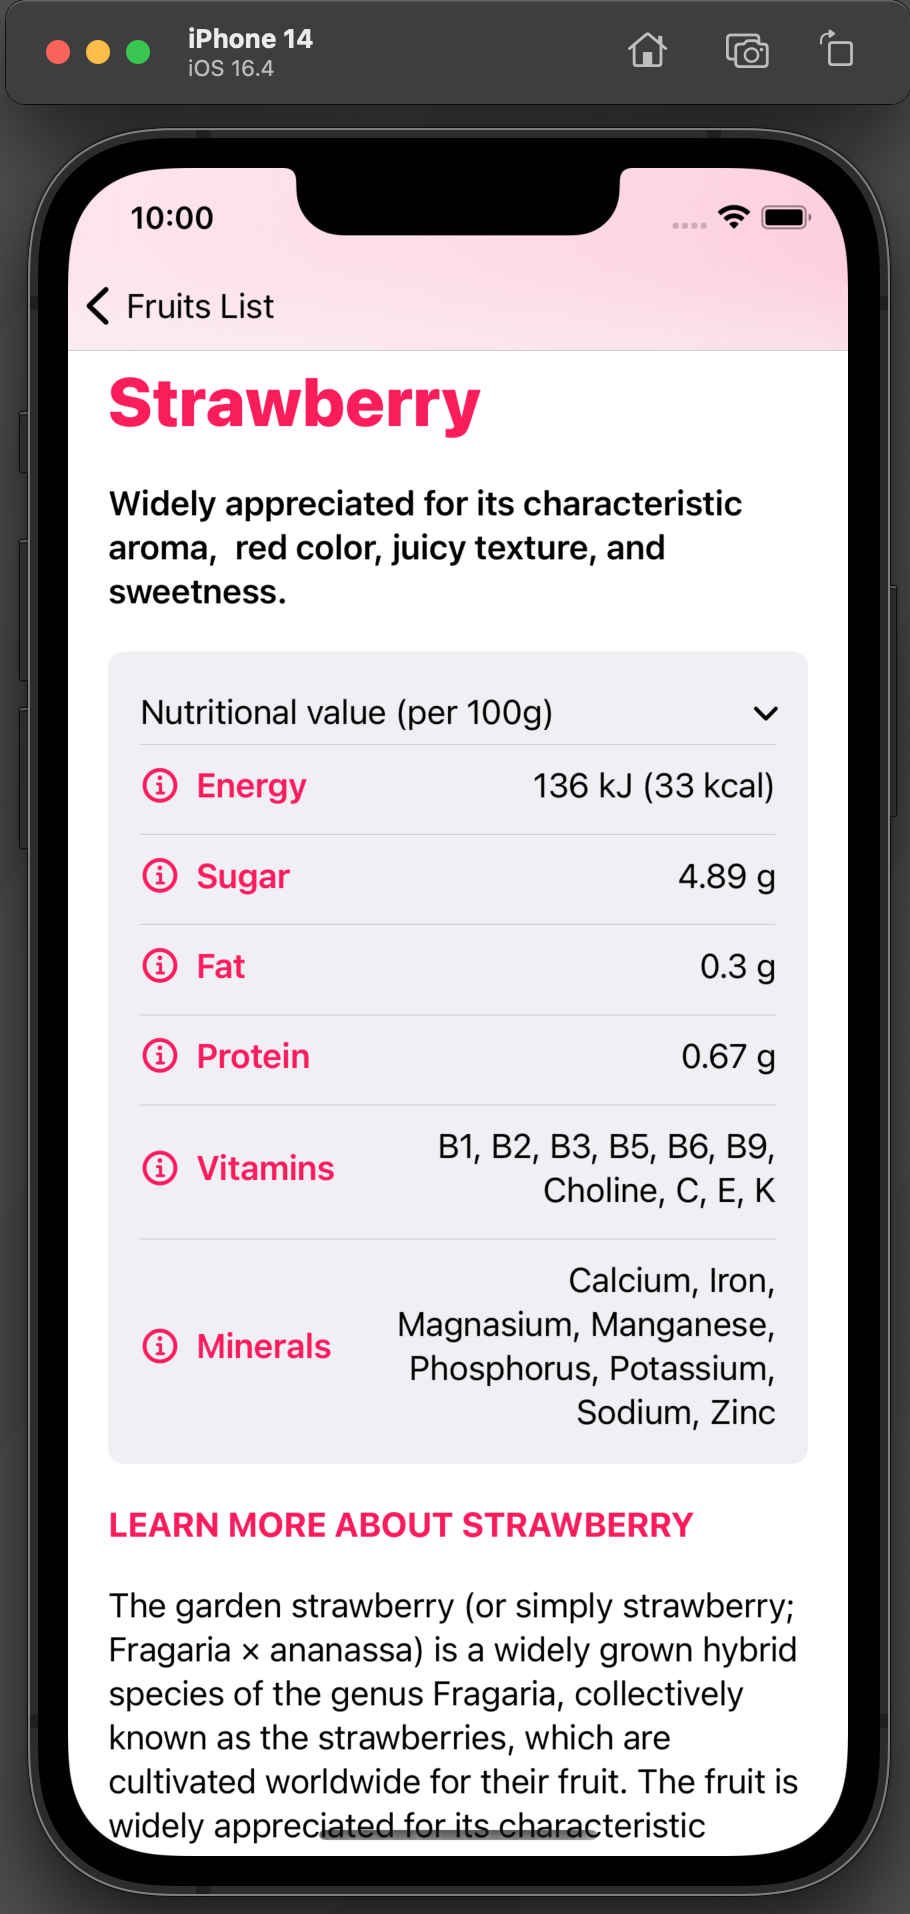 iPhone 14
iOS 16.4
10:00
Fruits List
Strawberry
Widely appreciated for its characteristic
aroma,  red color, juicy texture, and
sweetness.
Nutritional value (per 100g)
Energy 136 kJ (33 kcal)
Sugar 4.89 g
Fat 0.3 g
Protein 0.67 g
Vitamins B1, B2, B3, B5, B6, B9,
Choline, C, E, K
Calcium, Iron,
Magnasium, Manganese,
Minerals
Phosphorus, Potassium,
Sodium, Zinc
LEARN MORE ABOUT STRAWBERRY
The garden strawberry (or simply strawberry;
Fragaria × ananassa) is a widely grown hybrid
species of the genus Fragaria, collectively
known as the strawberries, which are
cultivated worldwide for their fruit. The fruit is
widely appreciated for its characteristic